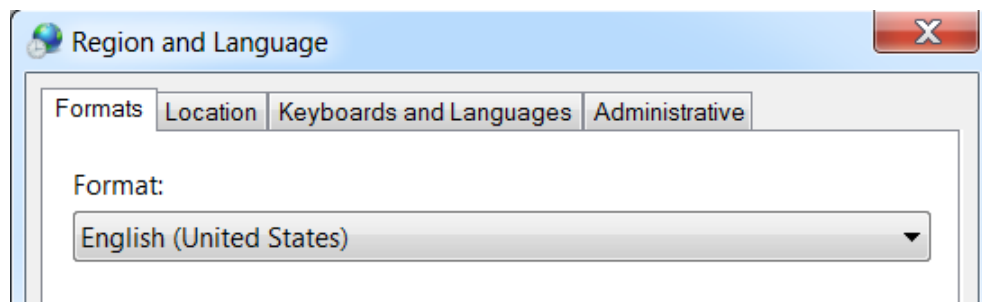 Region and Language
Formats Location Keyboards and Languages Administrative
Format:
English (United States)